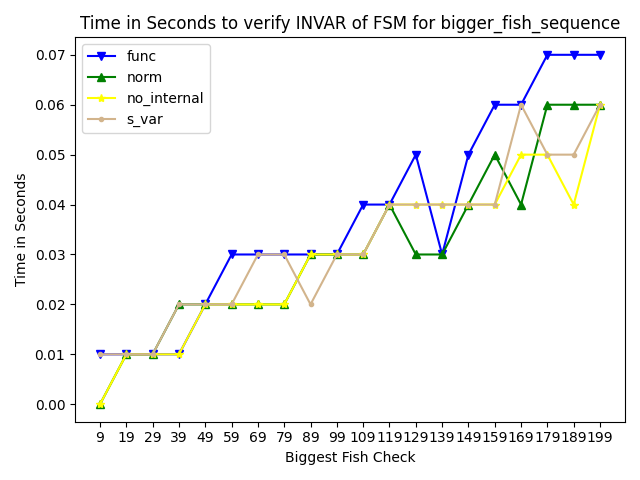 Time in Seconds to verify INVAR of FSM for bigger_fish_sequence
func
norm
no_internal
s_var
0.07
0.06
0.05
0.04
0.03
0.02
0.01
0.00
Time in Seconds
9 19 29 39 49 59 69 79 89 99 109 119 129 139 149 159 169 179 189 199
Biggest Fish Check